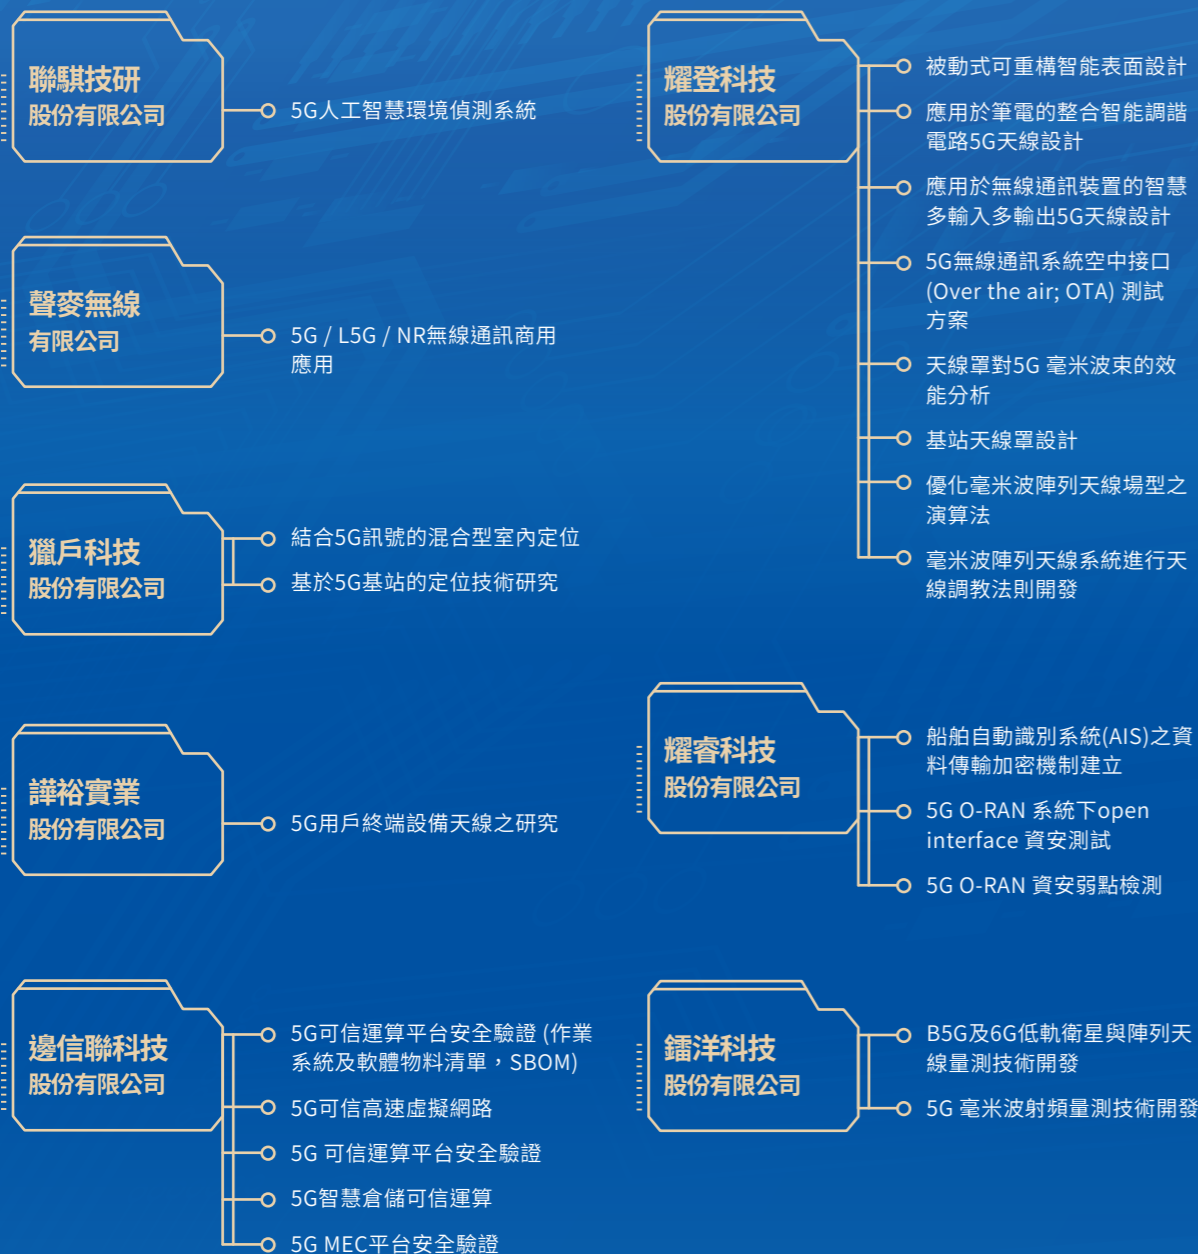 聯騏技研
股份有限公司
5G人工智慧環境偵測系統
聲麥無線
有限公司
5G / L5G / NR無線通訊商用
應用
獵戶科技
股份有限公司
結合5G訊號的混合型室內定位
基於5G基站的定位技術研究
譁裕實業
股份有限公司
5G用戶終端設備天線之研究
邊信聯科技
股份有限公司
5G可信運算平台安全驗證 (作業
系統及軟體物料清單，SBOM)
5G可信高速虛擬網路
5G 可信運算平台安全驗證
5G智慧倉儲可信運算
5G MEC平台安全驗證
耀登科技
股份有限公司
被動式可重構智能表面設計
應用於筆電的整合智能調諧
電路5G天線設計
應用於無線通訊裝置的智慧
多輸入多輸出5G天線設計
5G無線通訊系統空中接口
(Over the air; OTA) 測試
方案
天線罩對5G 毫米波束的效
能分析
基站天線罩設計
優化毫米波陣列天線場型之
演算法
毫米波陣列天線系統進行天
線調教法則開發
耀睿科技
股份有限公司
船舶自動識別系統(AIS)之資
料傳輸加密機制建立
5G O-RAN 系統下open
interface 資安測試
5G O-RAN 資安弱點檢測
鐳洋科技
股份有限公司
B5G及6G低軌衛星與陣列天
線量測技術開發
5G 毫米波射頻量測技術開發